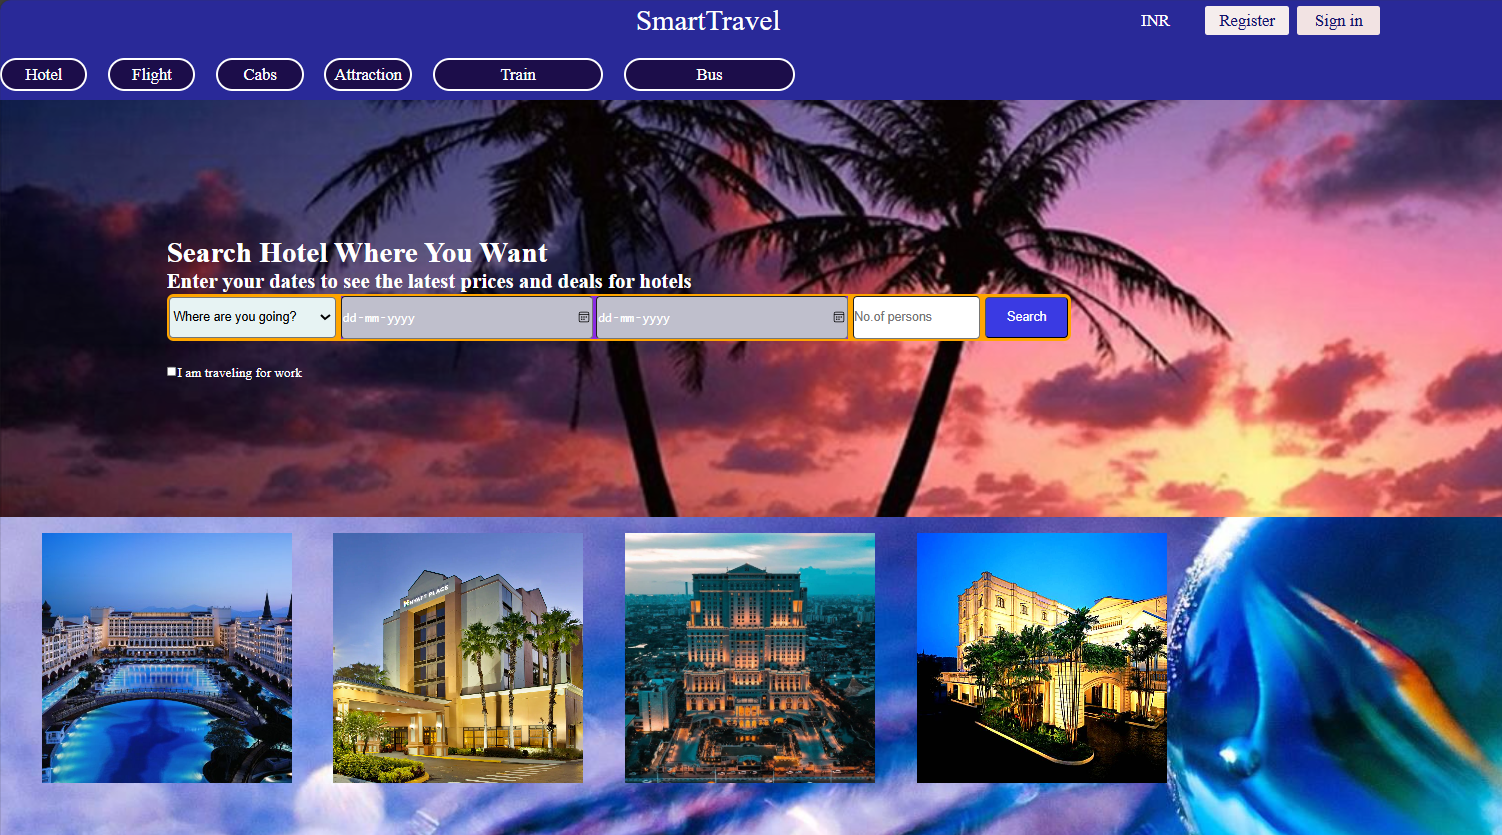 SmartTravel
INR
Register
Sign in
Hotel
Flight
Cabs
Attraction
Train
Bus
Search Hotel Where You Want
Enter your dates to see the latest prices and deals for hotels
Where are you going?
dd-mm-yyyy
dd-mm-yyyy
No.of persons
Search
I am traveling for work
HYATT PLACE